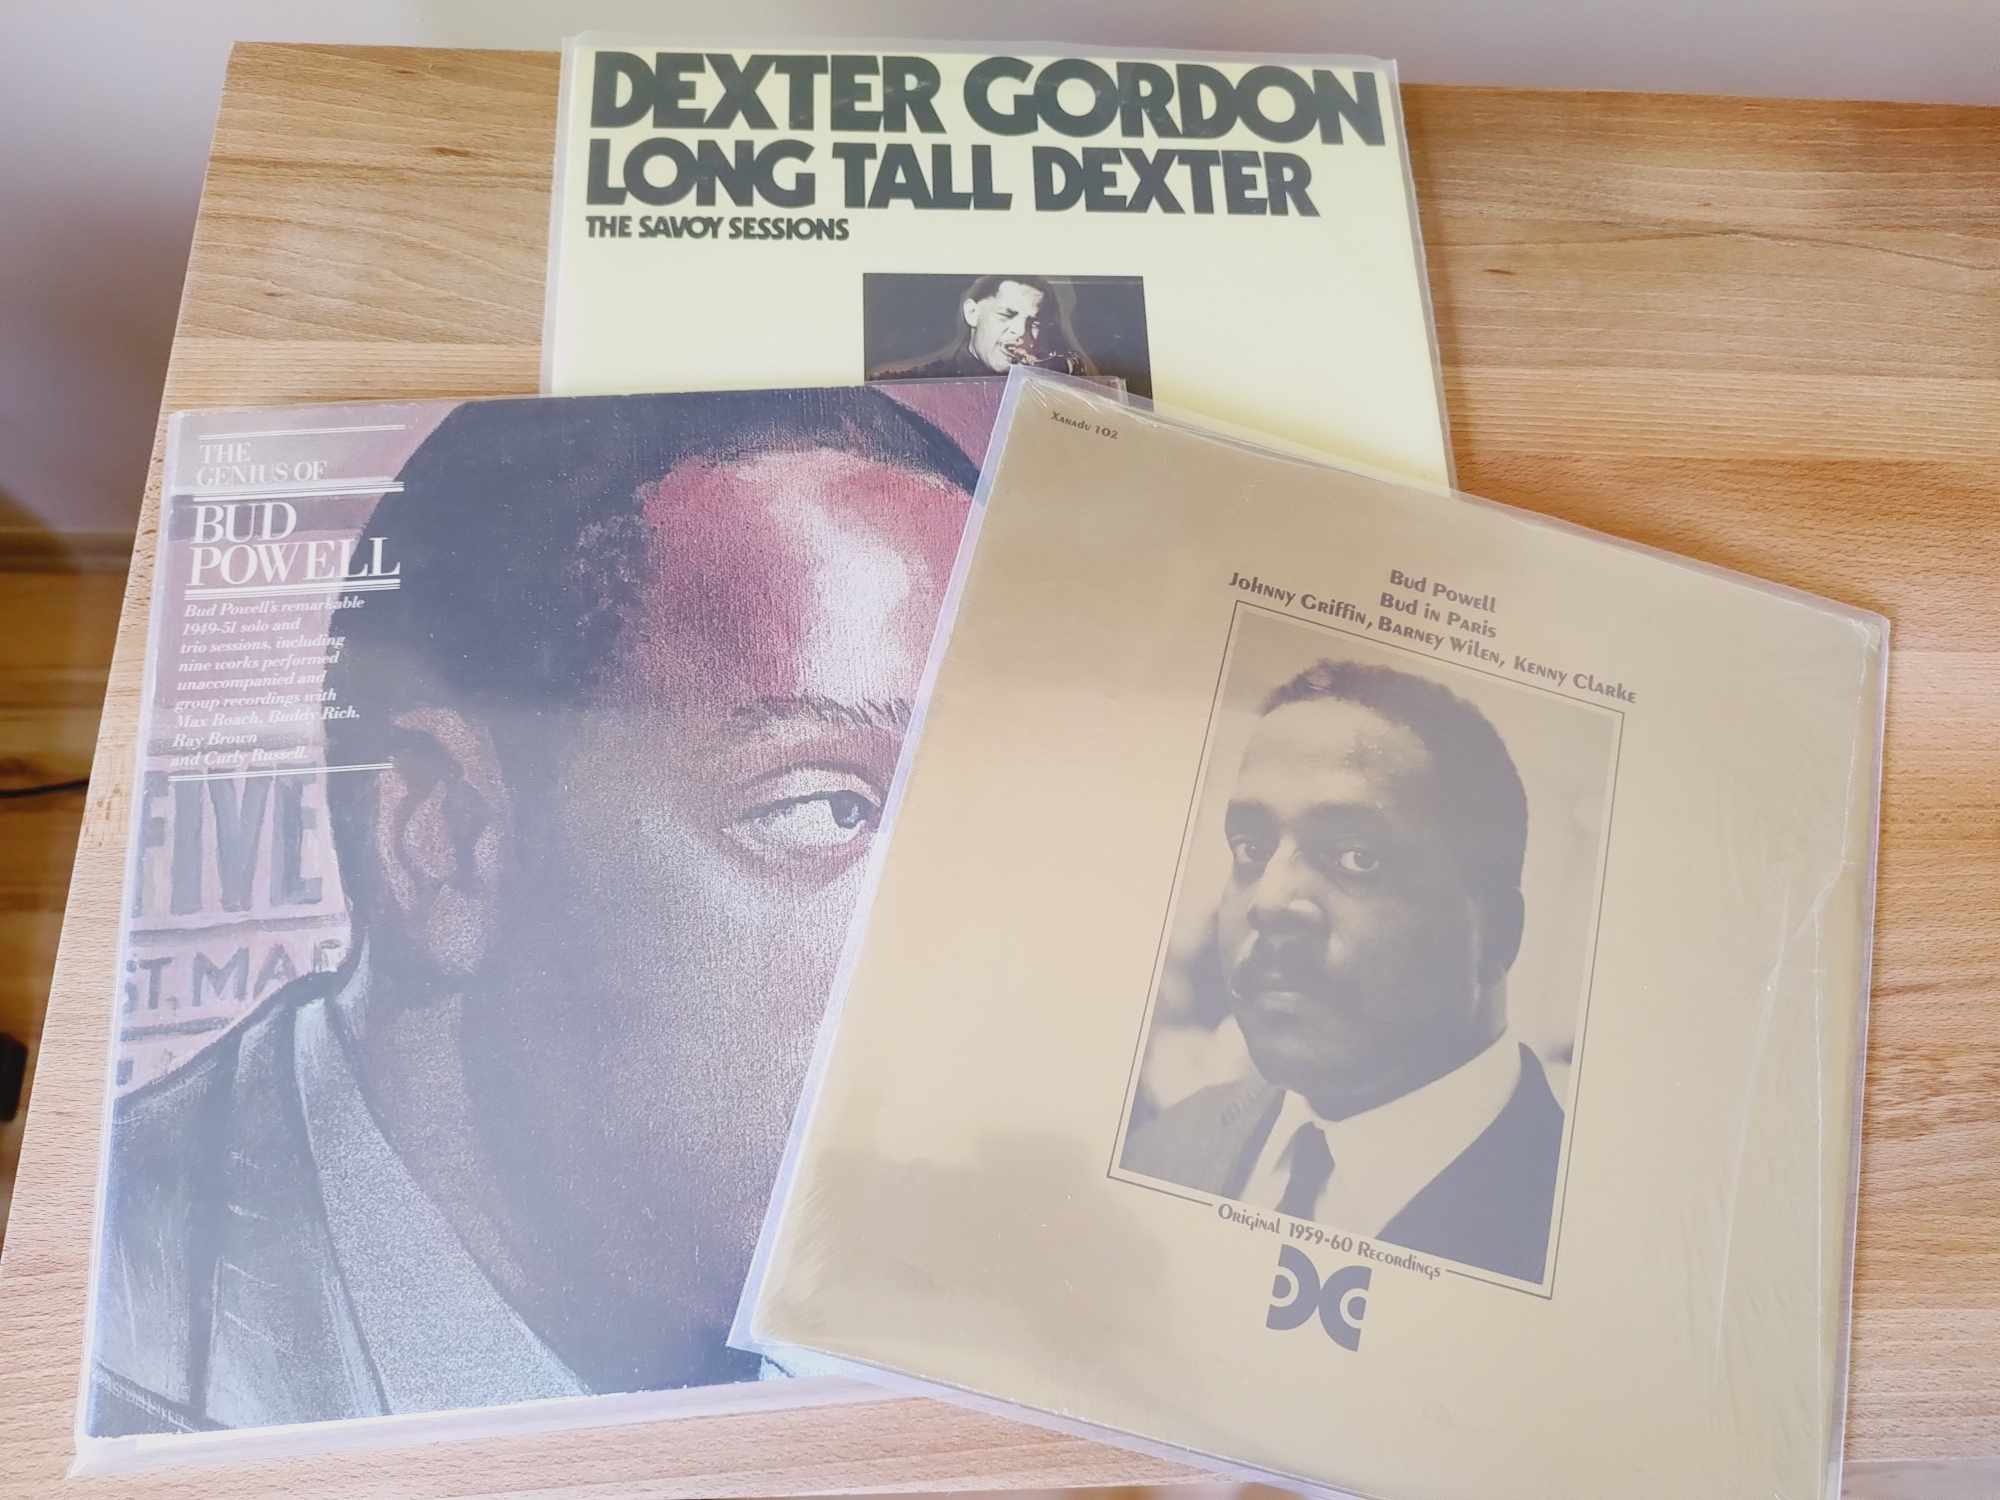 DEXTER GORDON
LONG TALL DEXTER
THE SAVOY SESSIONS
THE
GENIUS OF
BUD
POWELL
Bud Powell's remarkable
1949-51 solo and
trio sessions, including
nine works performed
unaccompanied and
group recordings with
Max Roach, Buddy Rich,
Ray Brown
and Curly Russell.
FIVE
ST. MAR
Xanadu 102
Bud Powell
Bud in Paris
Johnny Griffin, Barney Wilen, Kenny Clarke
Original 1959-60 Recordings